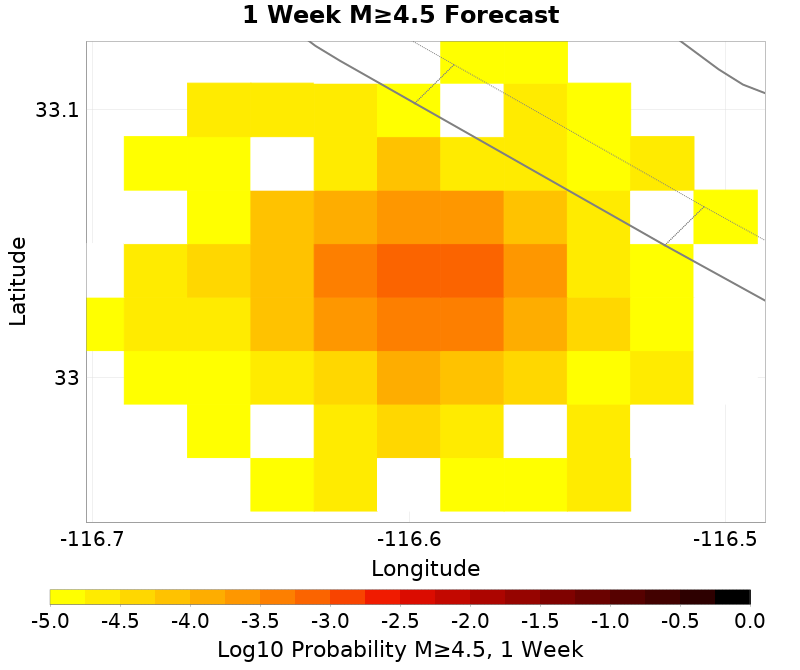 1 Week M≥4.5 Forecast
33.1
33
Latitude
-116.7 -116.6 -116.5
Longitude
-5.0 -4.5 -4.0 -3.5 -3.0 -2.5 -2.0 -1.5 -1.0 -0.5 0.0
Log10 Probability M≥4.5, 1 Week